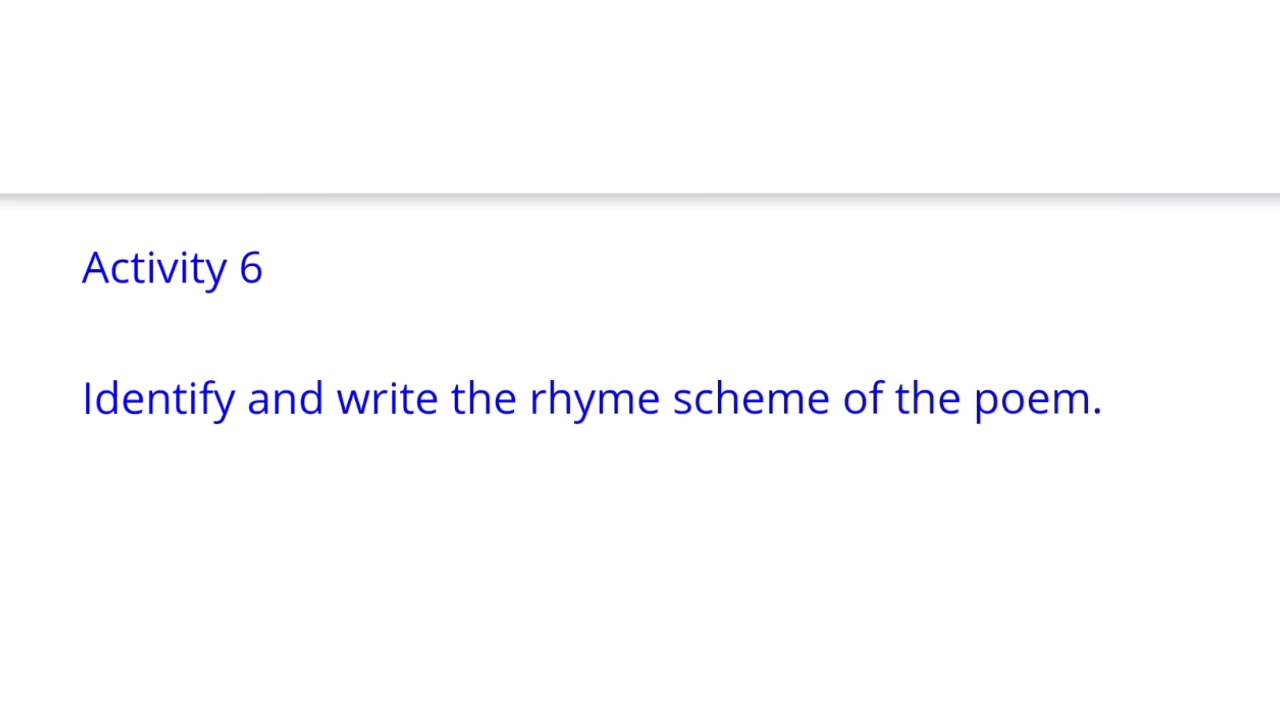 Activity 6
Identify and write the rhyme scheme of the poem.